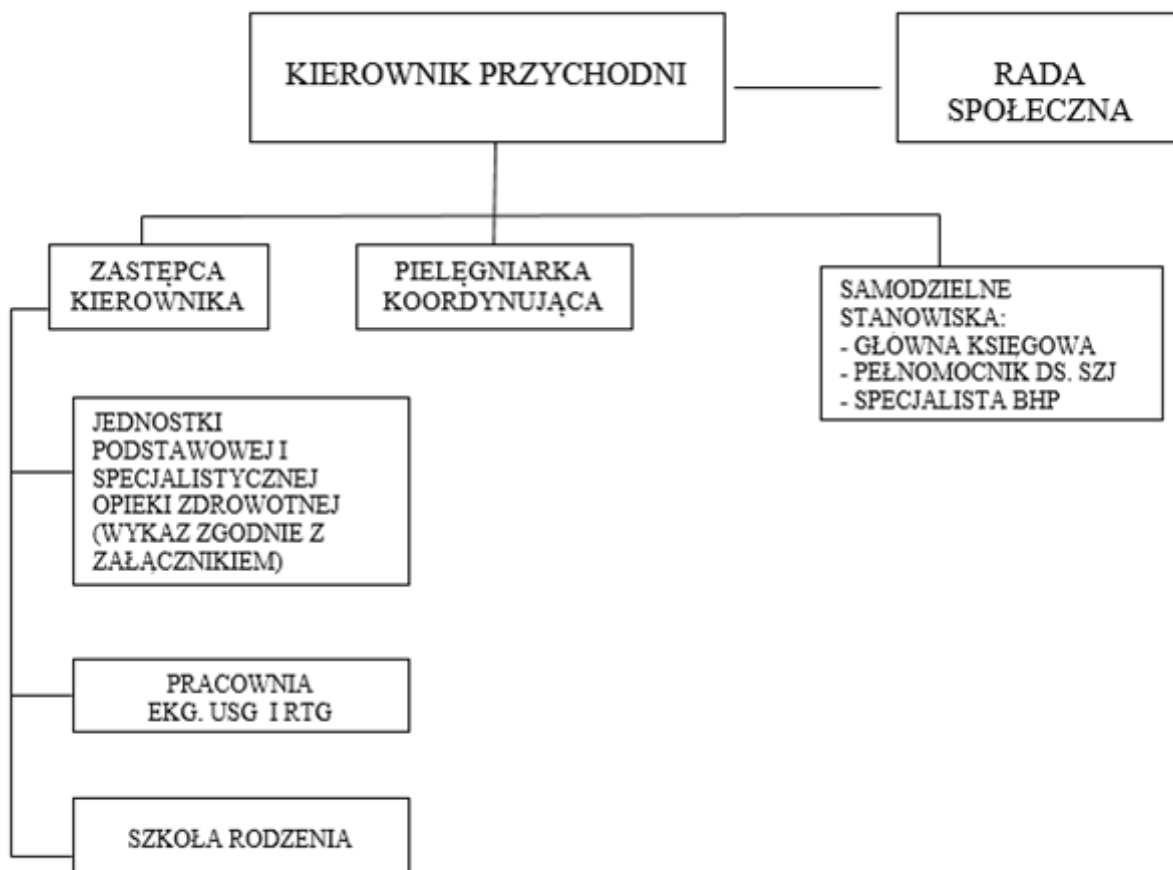 KIEROWNIK PRZYCHODNI
RADA
SPOŁECZNA
ZASTĘPCA
KIEROWNIKA
PIELĘGNIARKA
KOORDYNUJĄCA
SAMODZIELNE
STANOWISKA:
- GŁÓWNA KSIĘGOWA
- PEŁNOMOCNIK DS. SZJ
- SPECJALISTA BHP
JEDNOSTKI
PODSTAWOWEJ I
SPECJALISTYCZNEJ
OPIEKI ZDROWOTNEJ
(WYKAZ ZGODNIE Z
ZAŁĄCZNIKIEM)
PRACOWNIA
EKG. USG I RTG
SZKOŁA RODZENIA